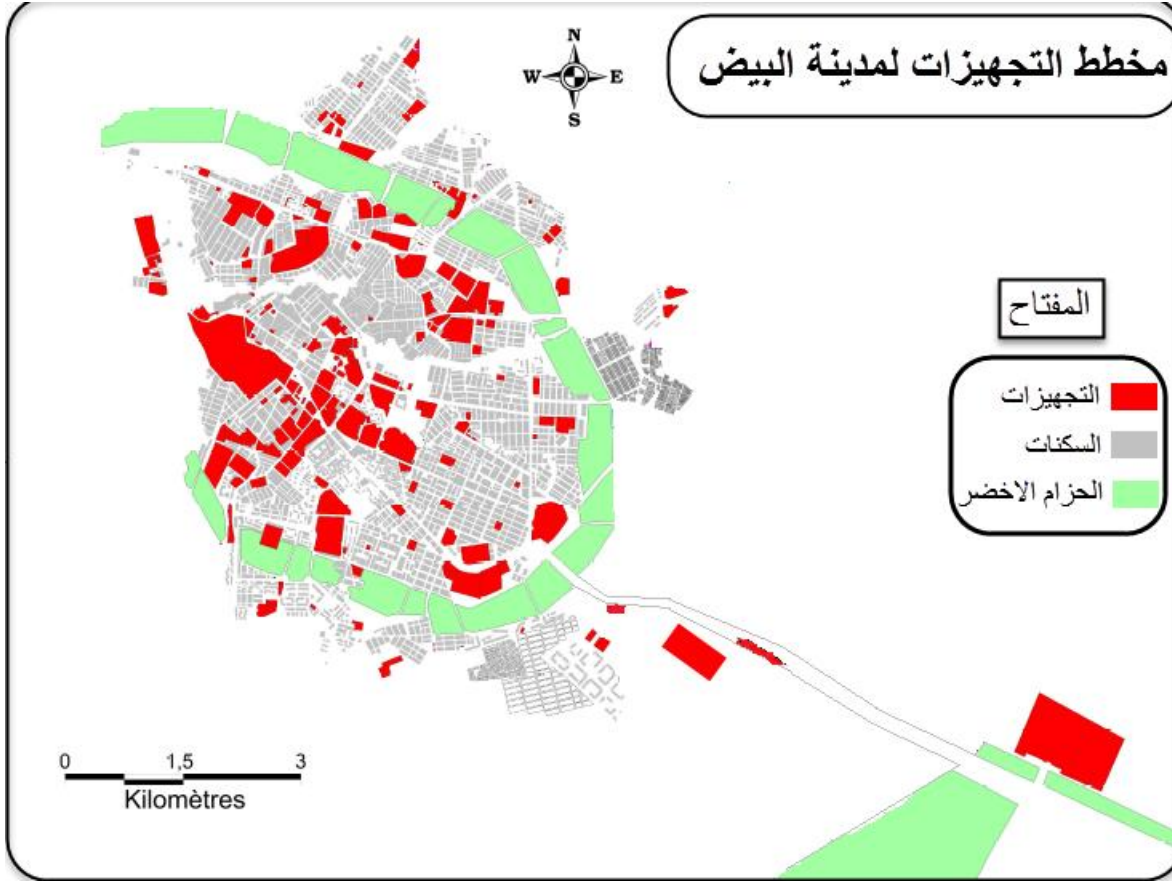 مخطط التجهيزات لمدينة البيض
N
W E
S
المفتاح
التجهيزات
السكنات
الحزام الاخضر
0 1,5 3
Kilomètres